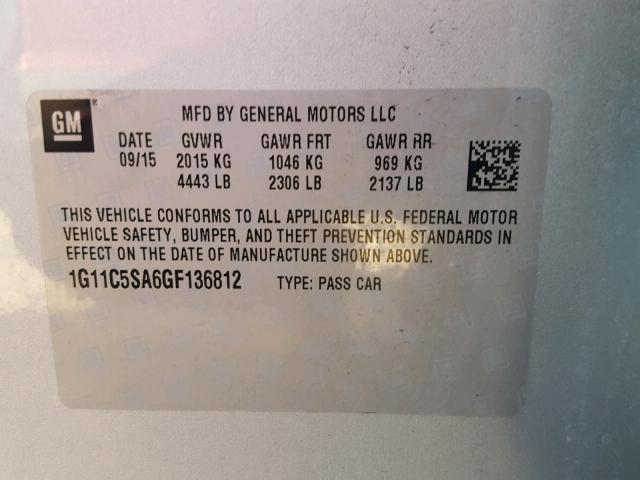 GM ®
MFD BY GENERAL MOTORS LLC
DATE GVWR GAWR FRT GAWR RR
09/15 2015 KG 1046 KG 969 KG
4443 LB 2306 LB 2137 LB
THIS VEHICLE CONFORMS TO ALL APPLICABLE U.S. FEDERAL MOTOR
VEHICLE SAFETY, BUMPER, AND THEFT PREVENTION STANDARDS IN
EFFECT ON THE DATE OF MANUFACTURE SHOWN ABOVE.
1G11C5SA6GF136812 TYPE: PASS CAR